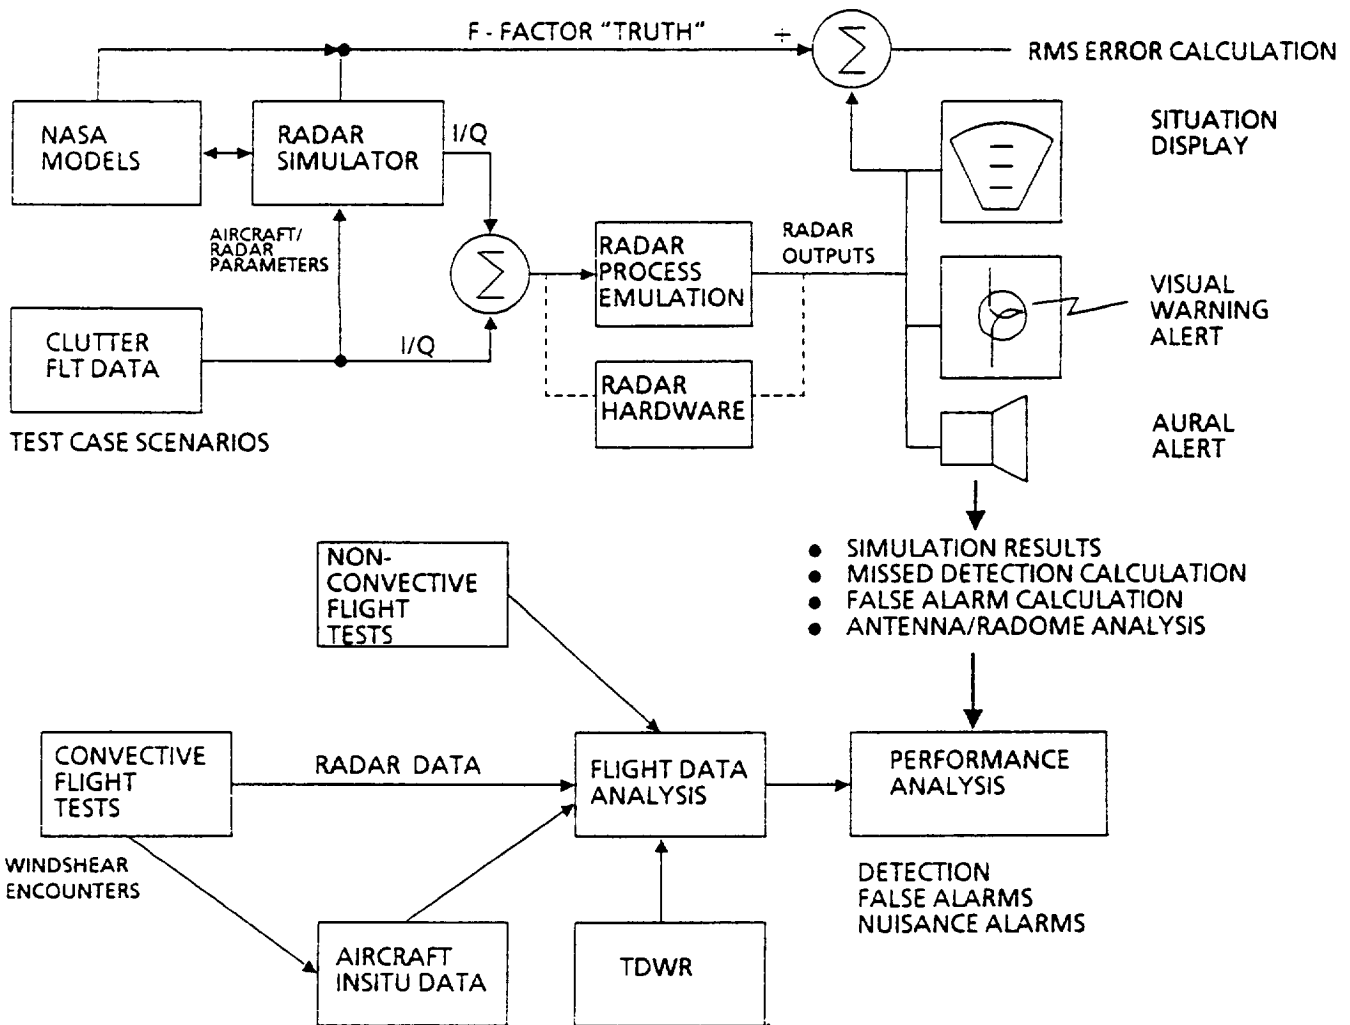 F - FACTOR "TRUTH"
÷
Σ
RMS ERROR CALCULATION
NASA
MODELS
RADAR
SIMULATOR
I/Q
SITUATION
DISPLAY
AIRCRAFT/
RADAR
PARAMETERS
Σ
RADAR
PROCESS
EMULATION
RADAR
OUTPUTS
VISUAL
WARNING
ALERT
CLUTTER
FLT DATA
I/Q
RADAR
HARDWARE
TEST CASE SCENARIOS
AURAL
ALERT
● SIMULATION RESULTS
● MISSED DETECTION CALCULATION
● FALSE ALARM CALCULATION
● ANTENNA/RADOME ANALYSIS
NON-
CONVECTIVE
FLIGHT
TESTS
CONVECTIVE
FLIGHT
TESTS
RADAR DATA
FLIGHT DATA
ANALYSIS
PERFORMANCE
ANALYSIS
WINDSHEAR
ENCOUNTERS
DETECTION
FALSE ALARMS
NUISANCE ALARMS
AIRCRAFT
INSITU DATA
TDWR